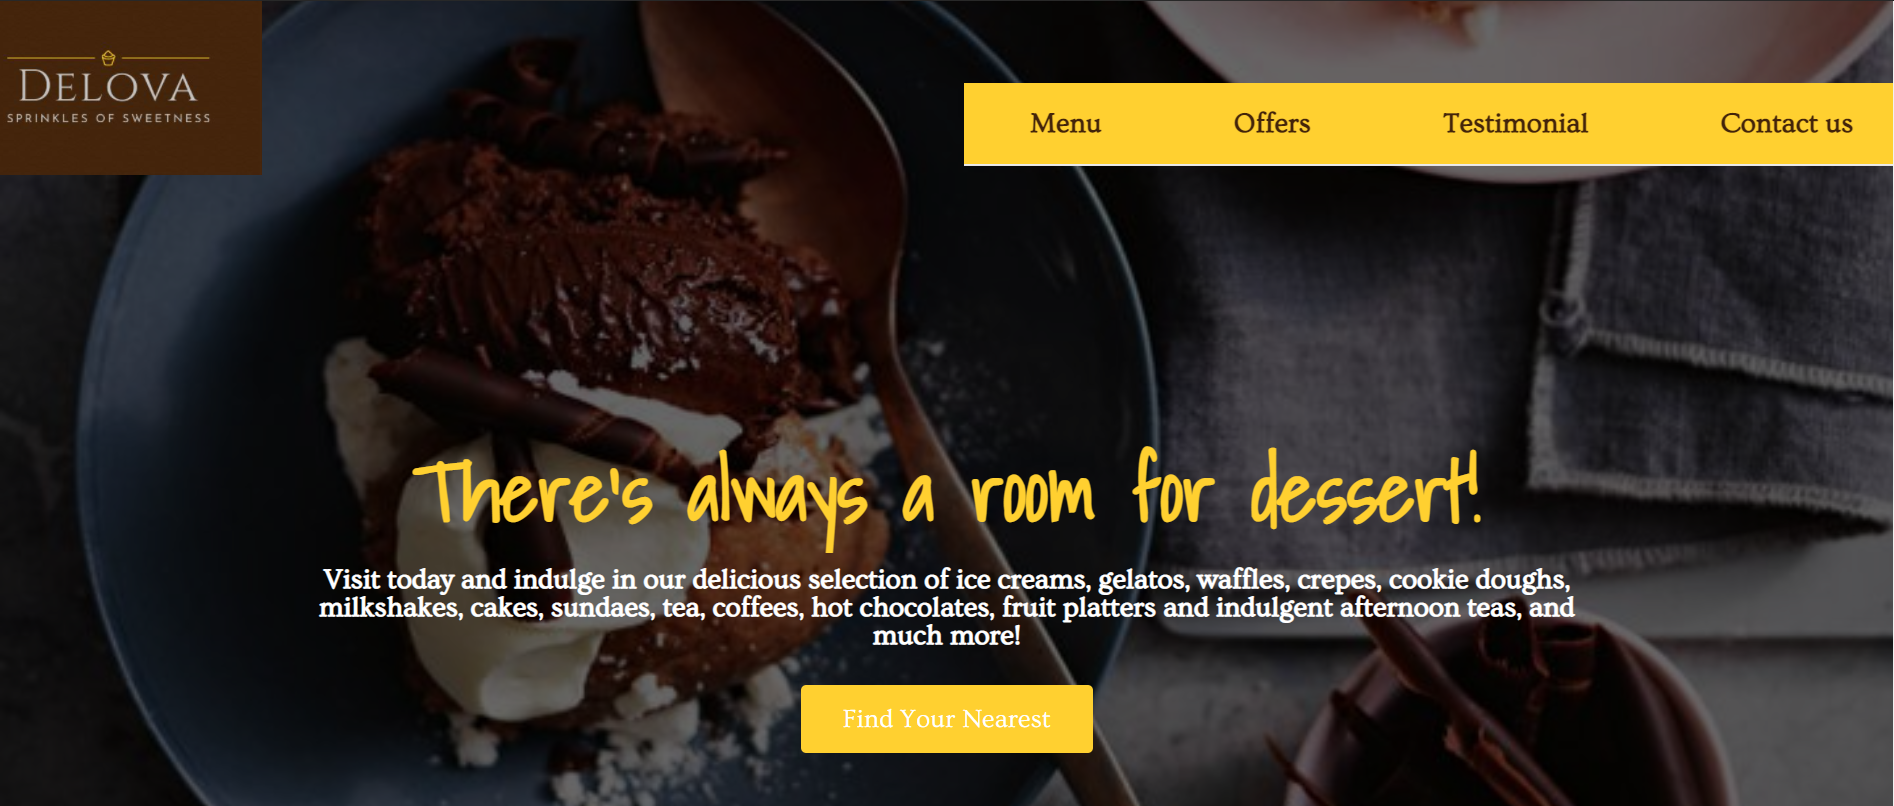 DELOVA
SPRINKLES OF SWEETNESS
Menu Offers Testimonial Contact us
There's always a room for dessert!
Visit today and indulge in our delicious selection of ice creams, gelatos, waffles, crepes, cookie doughs,
milkshakes, cakes, sundaes, tea, coffees, hot chocolates, fruit platters and indulgent afternoon teas, and
much more!
Find Your Nearest